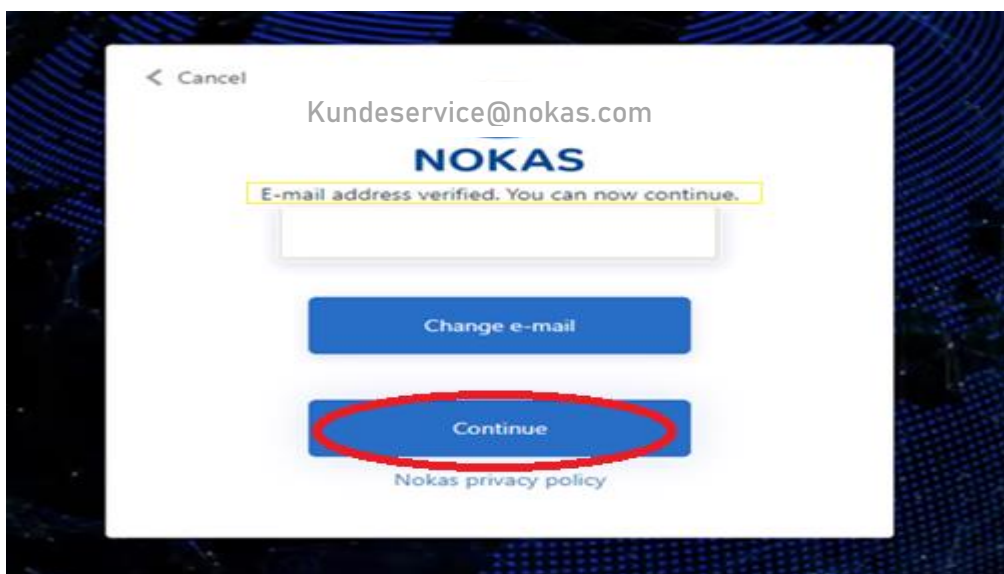 Cancel
Kundeservice@nokas.com
NOKAS
E-mail address verified. You can now continue.
Change e-mail
Continue
Nokas privacy policy